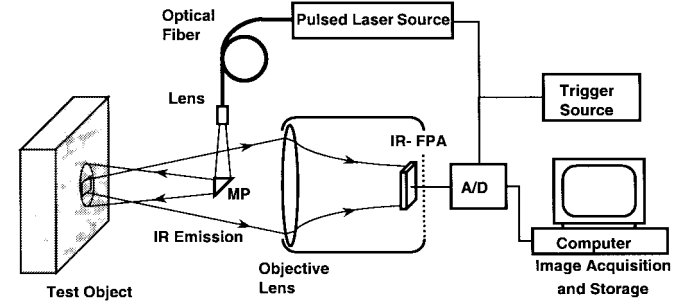 Optical
Fiber
Pulsed Laser Source
Lens
Trigger
Source
IR- FPA
MP
A/D
IR Emission
Computer
Objective
Lens
Image Acquisition
and Storage
Test Object